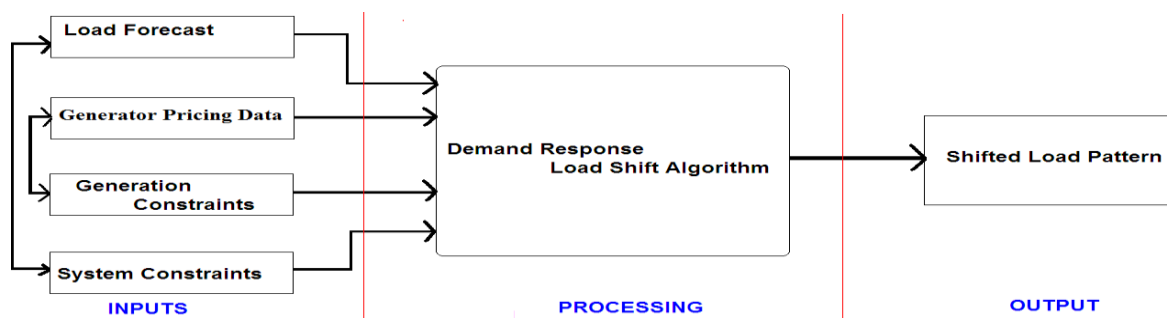 Load Forecast
Generator Pricing Data
Generation
Constraints
System Constraints
INPUTS
Demand Response
Load Shift Algorithm
PROCESSING
Shifted Load Pattern
OUTPUT